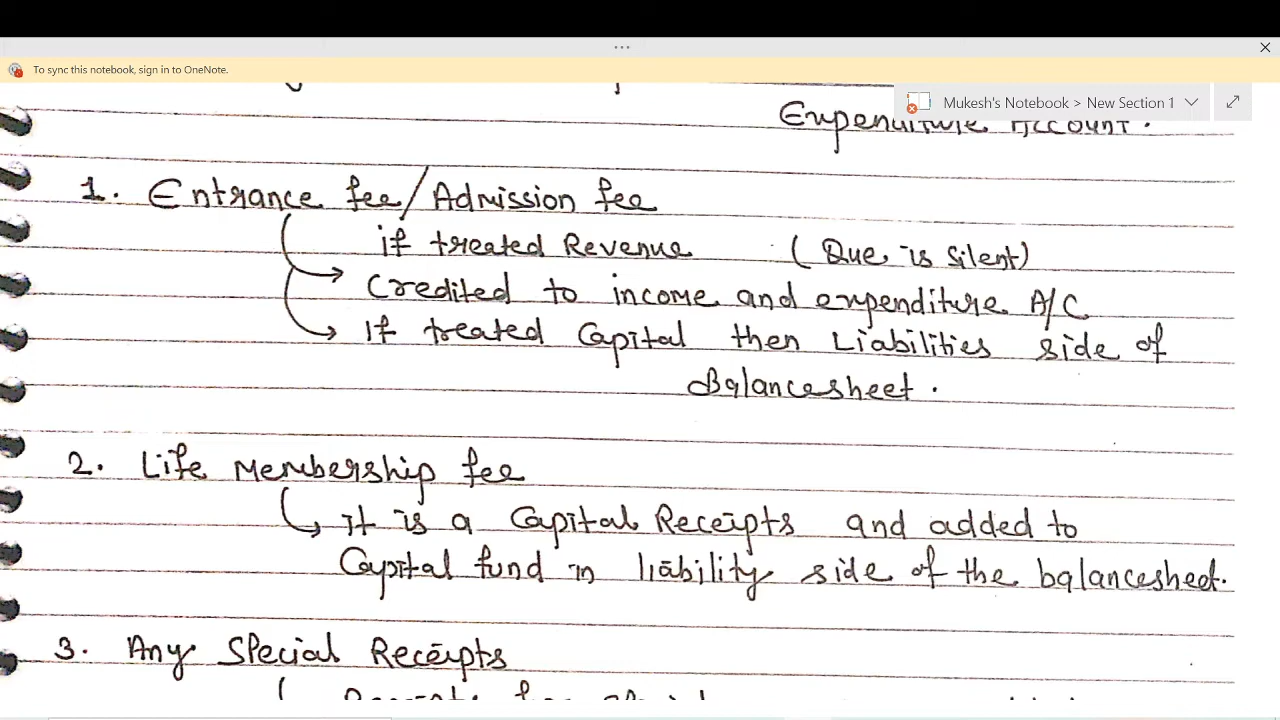 To sync this notebook, sign in to OneNote.
Mukesh's Notebook > New Section 1
Expenditure Account.
1. Entrance fee/Admission fee
if treated Revenue (Que is silent)
Credited to income and expenditure A/C
If treated Capital then Liabilities side of
Balancesheet.
2. Life Membership fee
it is a Capital Receipts and added to
Capital fund in liability side of the balancesheet.
3. Any Special Receipts